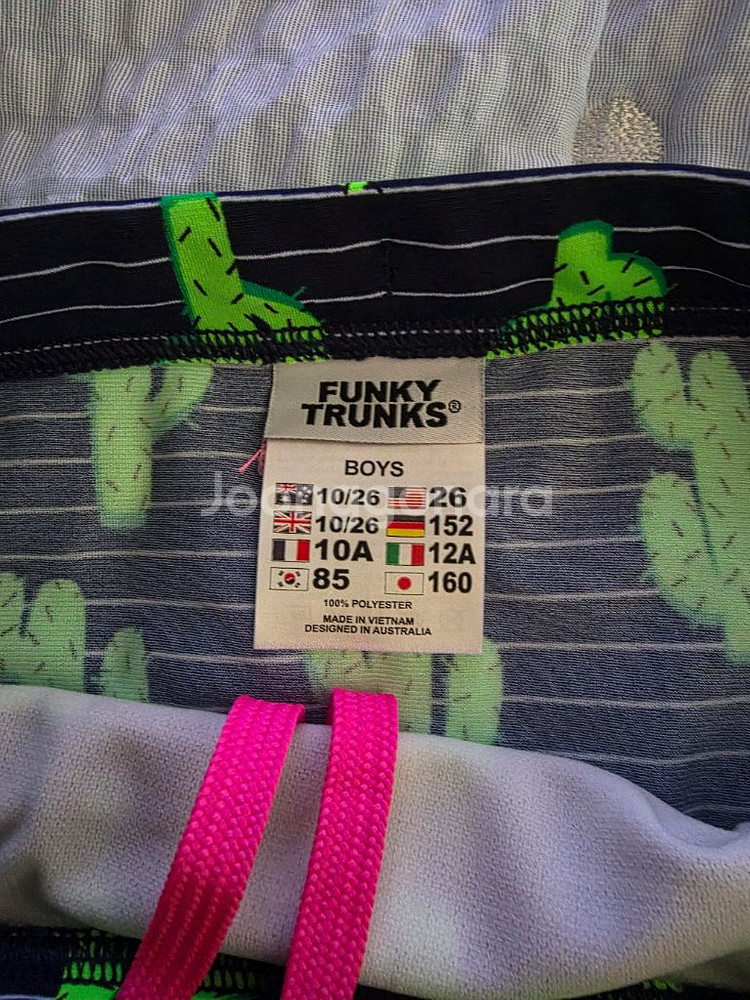 FUNKY
TRUNKS®
BOYS
10/26 26
10/26 152
10A 12A
85 160
100% POLYESTER
MADE IN VIETNAM
DESIGNED IN AUSTRALIA
Joonggonara